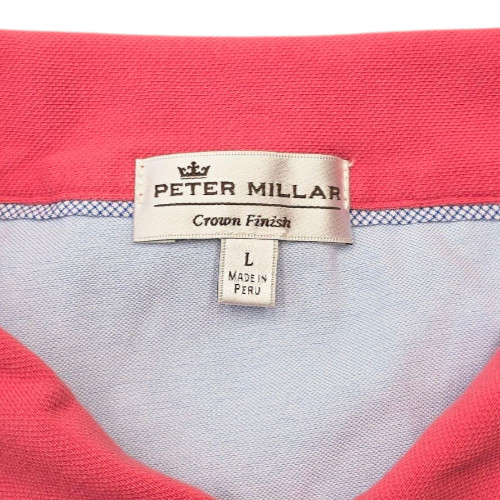 PETER MILLAR
Crown Finish
L
MADE IN
PERU